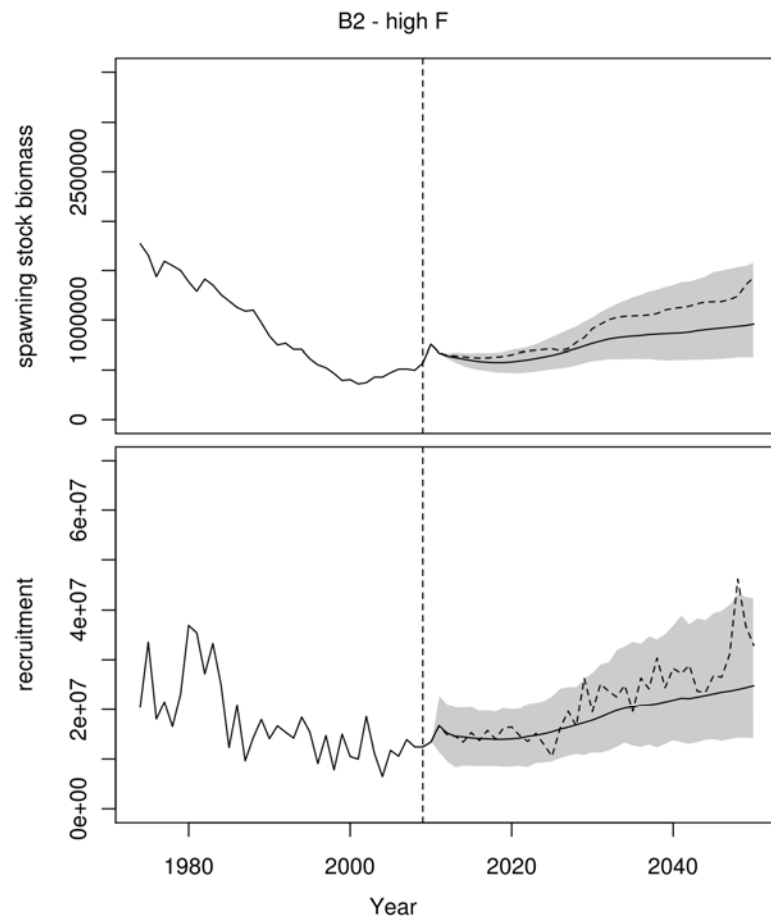 B2 - high F
spawning stock biomass
2500000
1000000
0
recruitment
6e+07
4e+07
2e+07
0e+00
1980 2000 2020 2040
Year